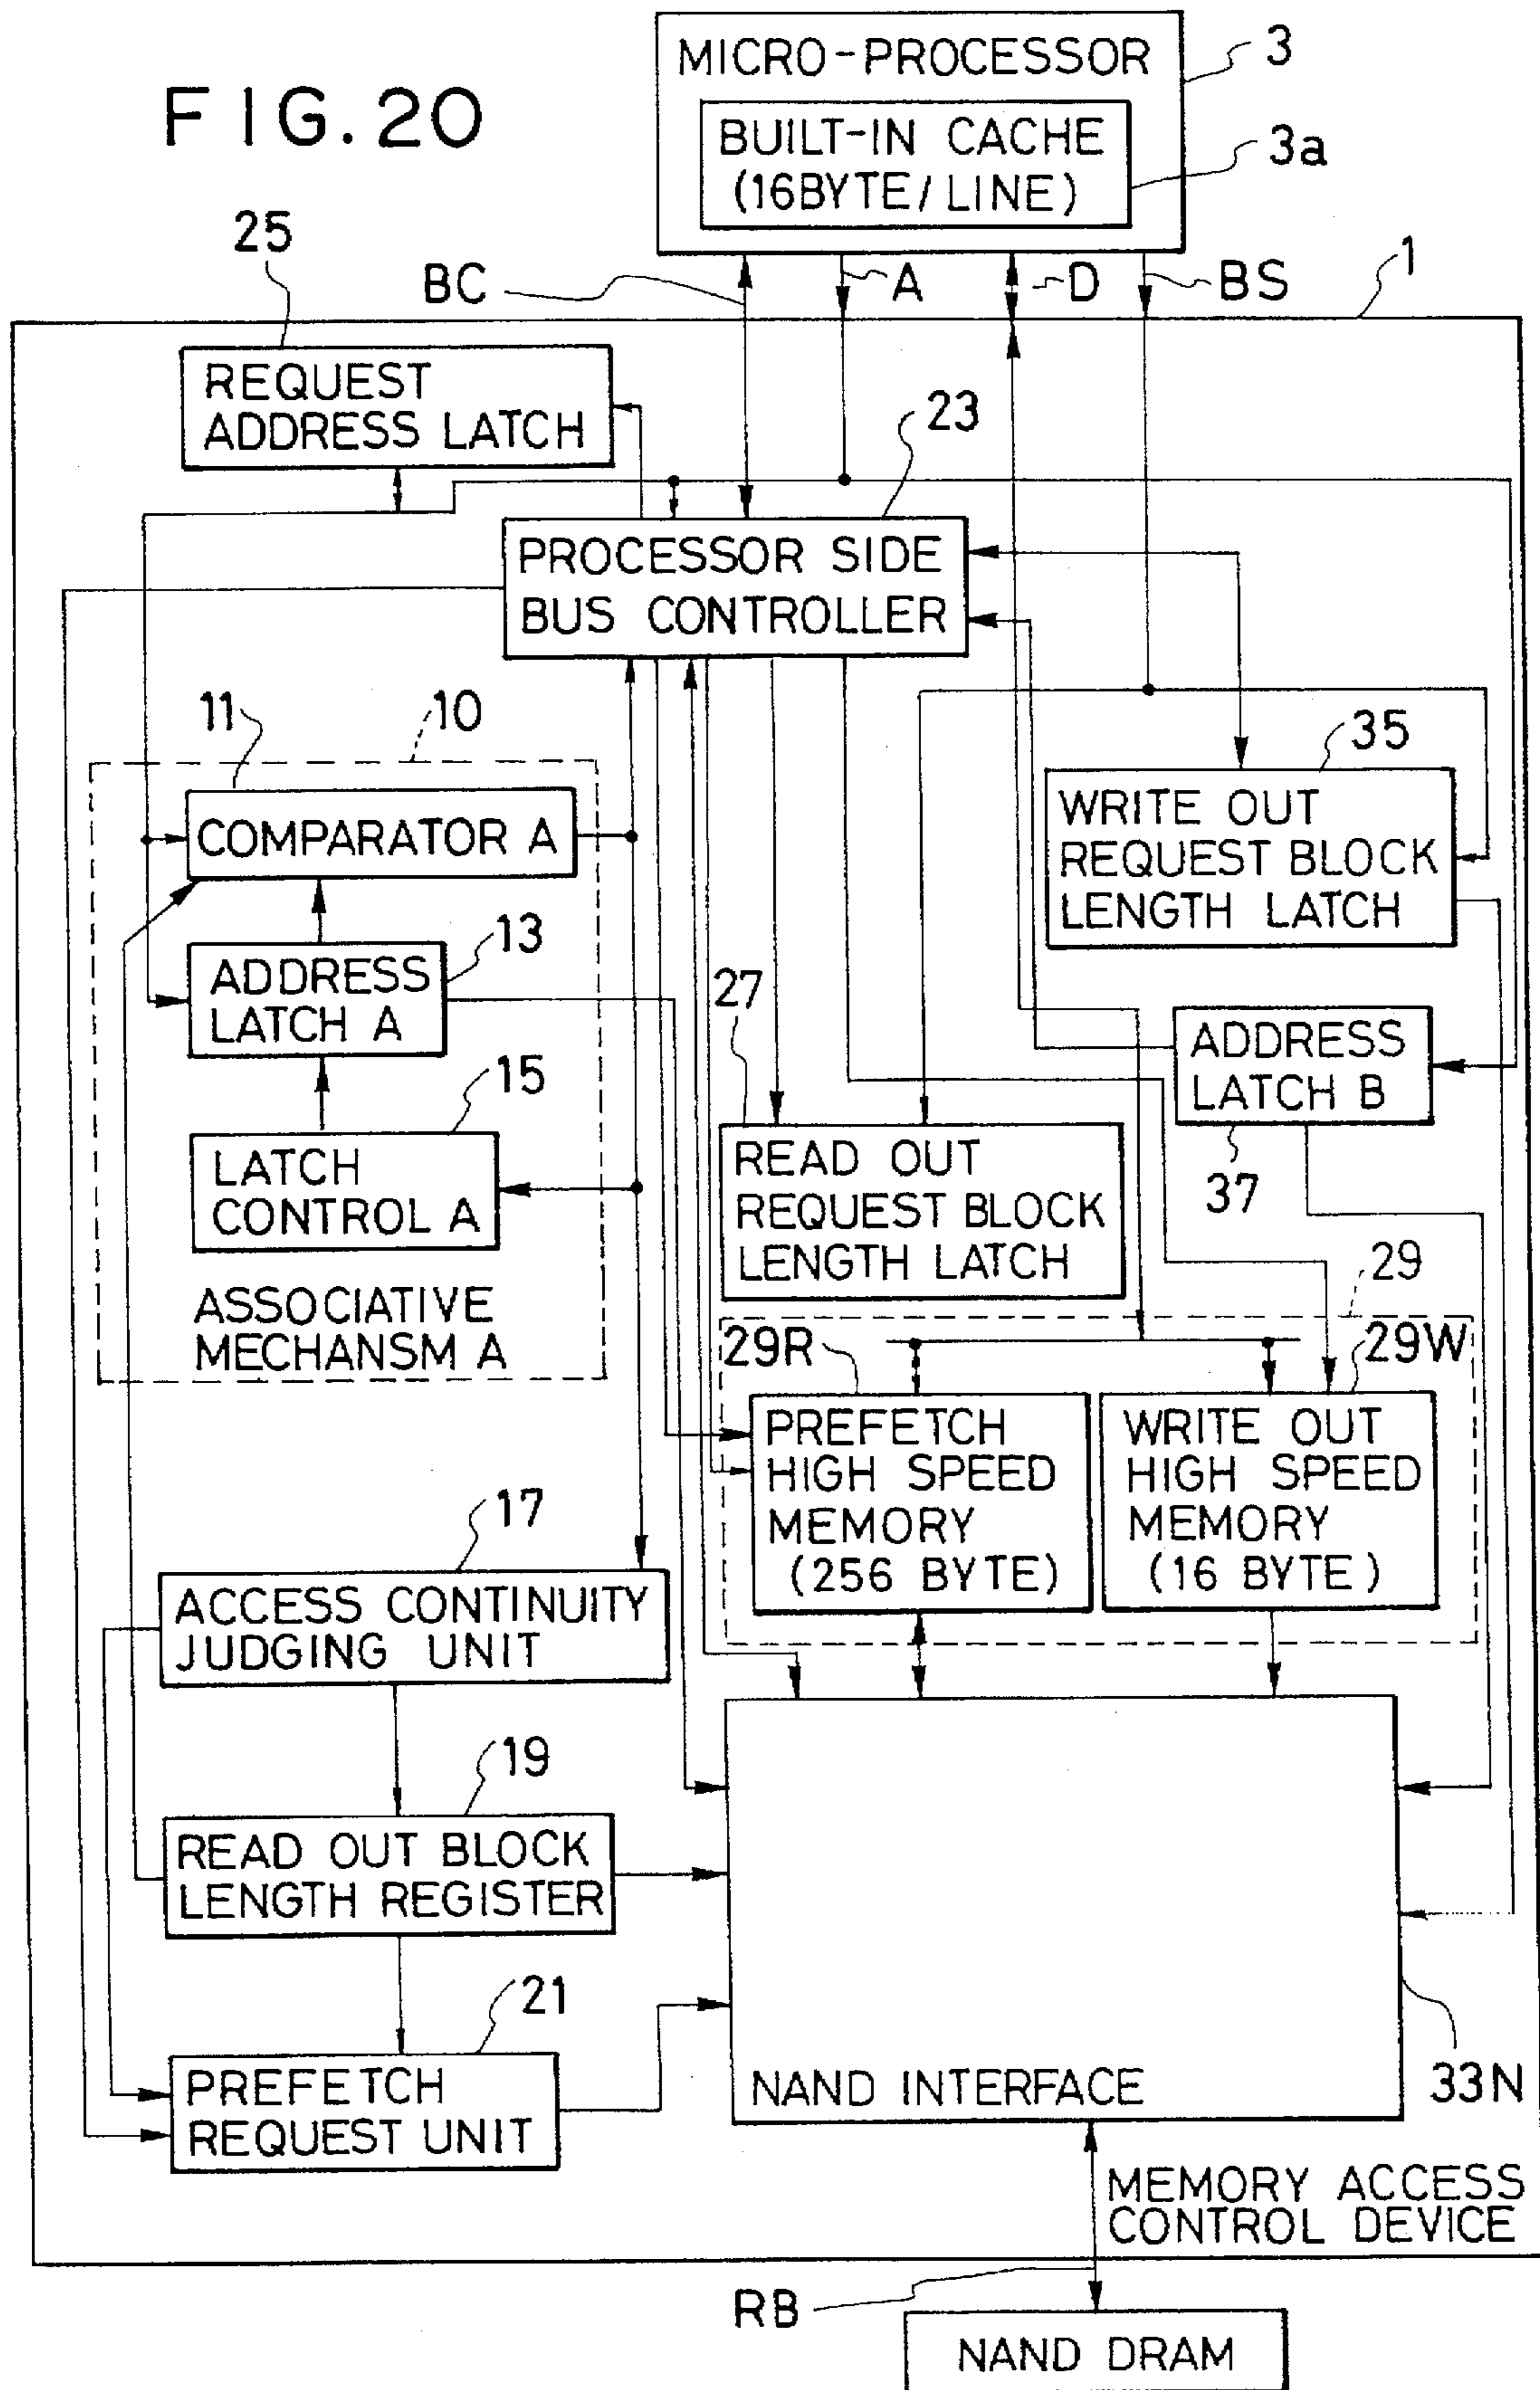 FIG. 20
MICRO-PROCESSOR
3
BUILT-IN CACHE
(16BYTE/LINE)
3a
25
BC
A
D
BS
1
REQUEST
ADDRESS LATCH
23
PROCESSOR SIDE
BUS CONTROLLER
11
10
35
COMPARATOR A
WRITE OUT
REQUEST BLOCK
LENGTH LATCH
13
ADDRESS
LATCH A
27
ADDRESS
LATCH B
37
15
LATCH
CONTROL A
READ OUT
REQUEST BLOCK
LENGTH LATCH
ASSOCIATIVE
MECHANSM A
29
29R
29W
PREFETCH
HIGH SPEED
MEMORY
(256 BYTE)
WRITE OUT
HIGH SPEED
MEMORY
(16 BYTE)
17
ACCESS CONTINUITY
JUDGING UNIT
19
READ OUT BLOCK
LENGTH REGISTER
21
PREFETCH
REQUEST UNIT
NAND INTERFACE
33N
MEMORY ACCESS
CONTROL DEVICE
RB
NAND DRAM